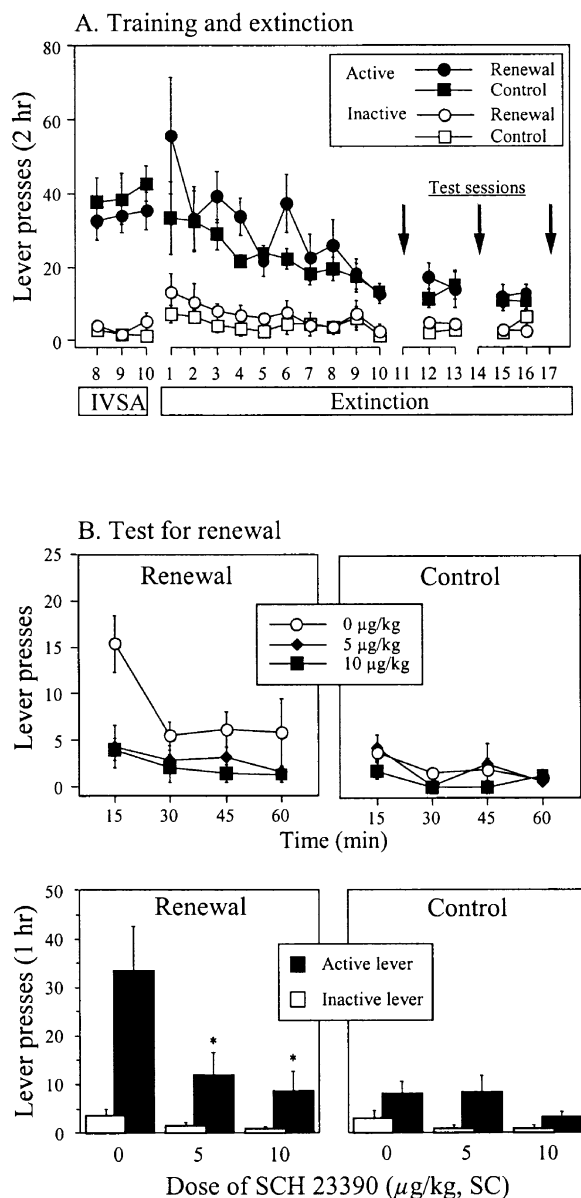 A. Training and extinction
80
60
40
20
0
Lever presses (2 hr)
Active Renewal
Control
Inactive Renewal
Control
Test sessions
8 9 10 1 2 3 4 5 6 7 8 9 10 11 12 13 14 15 16 17
IVSA Extinction
B. Test for renewal
25
20
15
10
5
0
Lever presses
Renewal Control
0 µg/kg
5 µg/kg
10 µg/kg
15 30 45 60 15 30 45 60
Time (min)
50
40
30
20
10
0
Lever presses (1 hr)
Renewal Control
Active lever
Inactive lever
* *
0 5 10 0 5 10
Dose of SCH 23390 (µg/kg, SC)